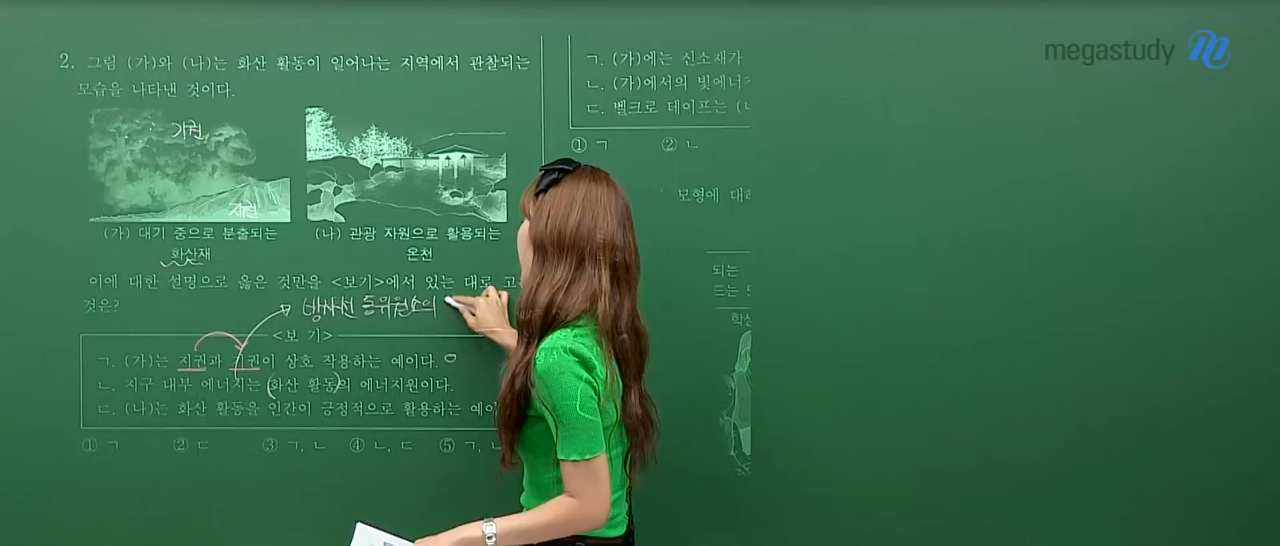 megastudy
2. 그림 (가)와 (나)는 화산 활동이 일어나는 지역에서 관찰되는
모습을 나타낸 것이다.
기권
지권
(가) 대기 중으로 분출되는
화산재
(나) 관광 자원으로 활용되는
온천
이에 대한 설명으로 옳은 것만을 <보기>에서 있는 대로 고
것은?
방사선 동위원소의
<보 기>
ㄱ. (가)는 지권과 기권이 상호 작용하는 예이다.
ㄴ. 지구 내부 에너지는 (화산 활동)의 에너지원이다.
ㄷ. (나)는 화산 활동을 인간이 긍정적으로 활용하는 예이
① ㄱ ② ㄷ ③ ㄱ, ㄴ ④ ㄴ, ㄷ ⑤ ㄱ, ㄴ
ㄱ. (가)에는 신소재가
ㄴ. (가)에서의 빛에너지
ㄷ. 벨크로 테이프는 (나
① ㄱ ② ㄴ
모형에 대하
되는
드는
학생